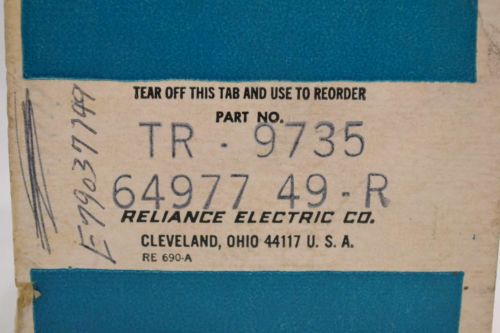 TEAR OFF THIS TAB AND USE TO REORDER
PART NO.
TR - 9735
64977 49-R
RELIANCE ELECTRIC CO.
CLEVELAND, OHIO 44117 U. S. A.
RE 690-A
E79037749